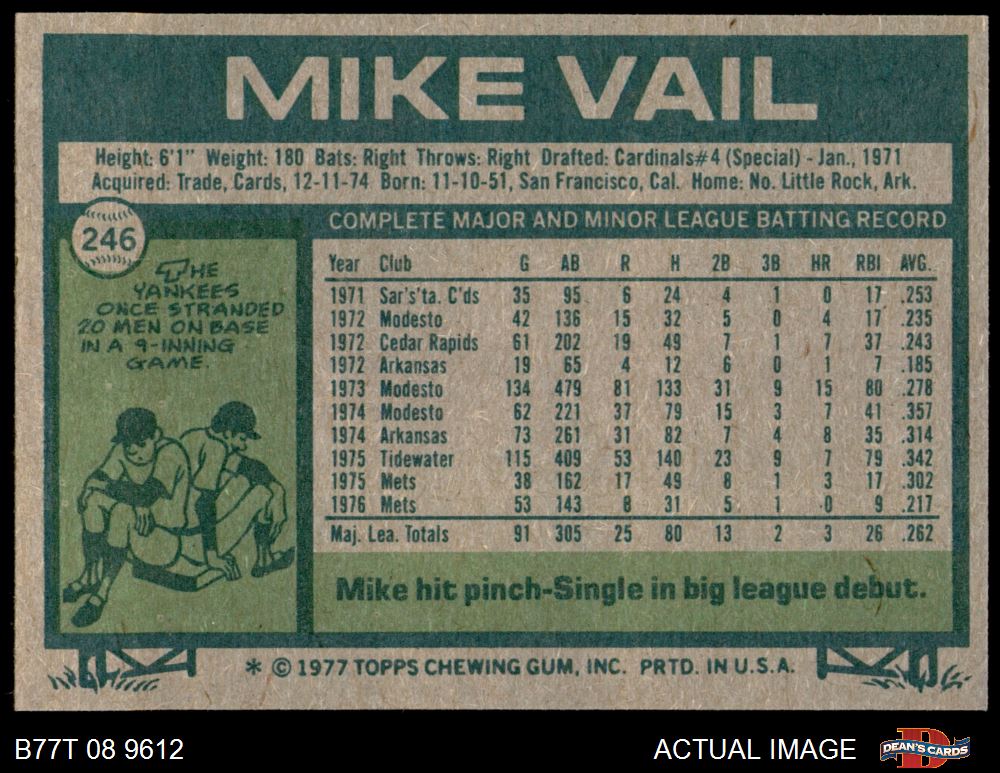 MIKE VAIL
Height: 6'1" Weight: 180 Bats: Right Throws: Right Drafted: Cardinals#4 (Special) - Jan., 1971
Acquired: Trade, Cards, 12-11-74 Born: 11-10-51, San Francisco, Cal. Home: No. Little Rock, Ark.
246
THE
YANKEES
ONCE STRANDED
20 MEN ON BASE
IN A 9-INNING
GAME.
COMPLETE MAJOR AND MINOR LEAGUE BATTING RECORD
Year Club G AB R H 2B 3B HR RBI AVG.
1971 Sar's'ta. C'ds 35 95 6 24 4 1 0 17 .253
1972 Modesto 42 136 15 32 5 0 4 17 .235
1972 Cedar Rapids 61 202 19 49 7 1 7 37 .243
1972 Arkansas 19 65 4 12 6 0 1 7 .185
1973 Modesto 134 479 81 133 31 9 15 80 .278
1974 Modesto 62 221 37 79 15 3 7 41 .357
1974 Arkansas 73 261 31 82 7 4 8 35 .314
1975 Tidewater 115 409 53 140 23 9 7 79 .342
1975 Mets 38 162 17 49 8 1 3 17 .302
1976 Mets 53 143 8 31 5 1 0 9 .217
Maj. Lea. Totals 91 305 25 80 13 2 3 26 .262
Mike hit pinch-Single in big league debut.
* © 1977 TOPPS CHEWING GUM, INC. PRTD. IN U.S.A.
B77T 08 9612
ACTUAL IMAGE
DEAN'S CARDS